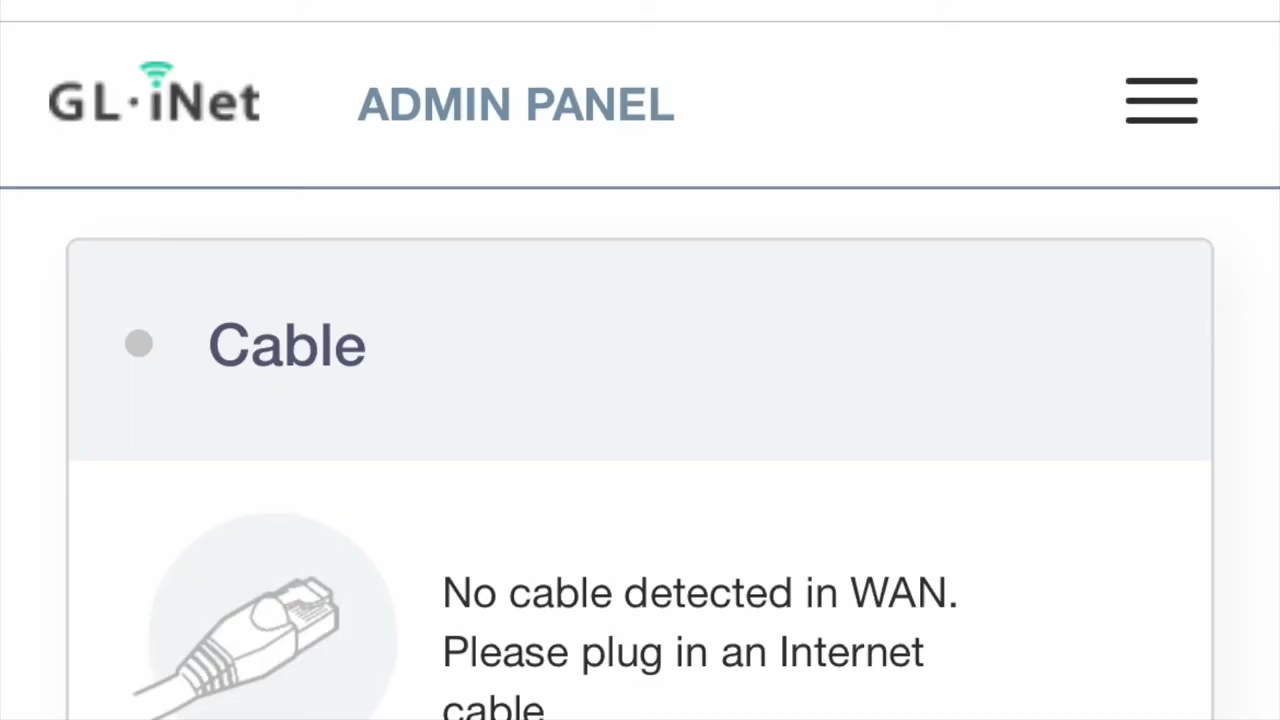 GL·iNet ADMIN PANEL
Cable
No cable detected in WAN.
Please plug in an Internet
cable